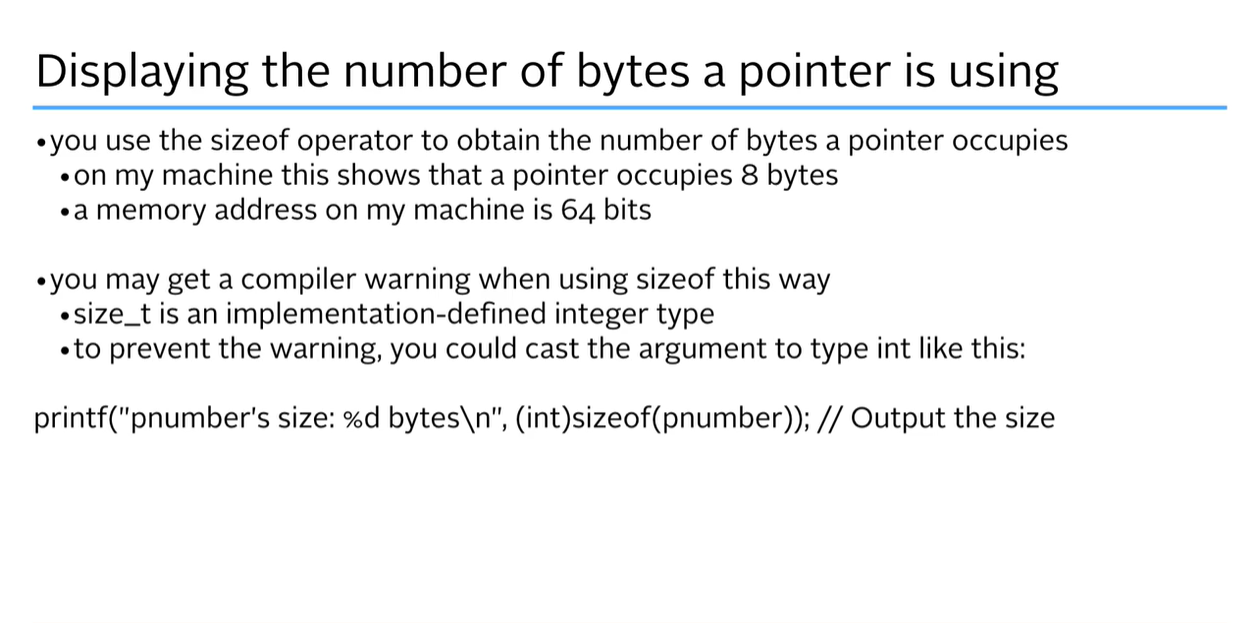 Displaying the number of bytes a pointer is using
•you use the sizeof operator to obtain the number of bytes a pointer occupies
•on my machine this shows that a pointer occupies 8 bytes
•a memory address on my machine is 64 bits
•you may get a compiler warning when using sizeof this way
•size_t is an implementation-defined integer type
•to prevent the warning, you could cast the argument to type int like this:
printf("pnumber's size: %d bytes\n", (int)sizeof(pnumber)); // Output the size